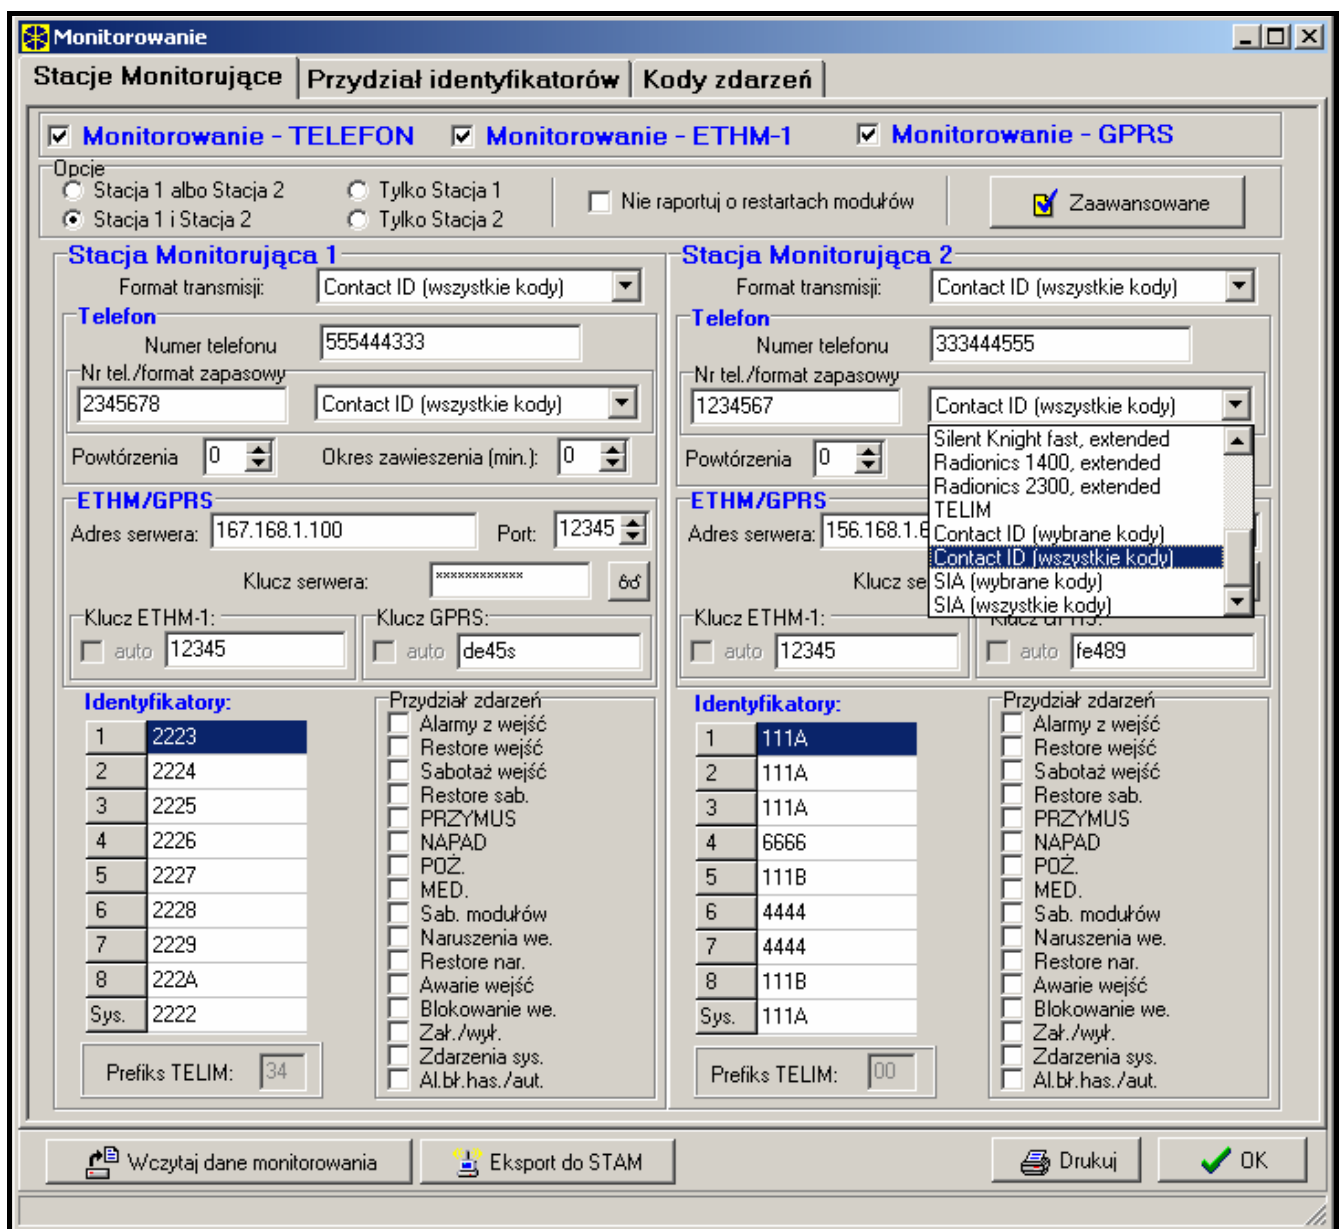 Monitorowanie
Stacje Monitorujące Przydział identyfikatorów Kody zdarzeń
Monitorowanie - TELEFON Monitorowanie - ETHM-1 Monitorowanie - GPRS
Opcje
Stacja 1 albo Stacja 2 Tylko Stacja 1
Stacja 1 i Stacja 2 Tylko Stacja 2
Nie raportuj o restartach modułów
Zaawansowane
Stacja Monitorująca 1
Format transmisji: Contact ID (wszystkie kody)
Telefon
Numer telefonu 555444333
Nr tel./format zapasowy
2345678 Contact ID (wszystkie kody)
Powtórzenia 0 Okres zawieszenia (min.): 0
ETHM/GPRS
Adres serwera: 167.168.1.100 Port: 12345
Klucz serwera: ************
Klucz ETHM-1: Klucz GPRS:
auto 12345 auto de45s
Identyfikatory:
1 2223
2 2224
3 2225
4 2226
5 2227
6 2228
7 2229
8 222A
Sys. 2222
Prefiks TELIM: 34
Przydział zdarzeń
Alarmy z wejść
Restore wejść
Sabotaż wejść
Restore sab.
PRZYMUS
NAPAD
POŻ.
MED.
Sab. modułów
Naruszenia we.
Restore nar.
Awarie wejść
Blokowanie we.
Zał./wył.
Zdarzenia sys.
Al.bł.has./aut.
Stacja Monitorująca 2
Format transmisji: Contact ID (wszystkie kody)
Telefon
Numer telefonu 333444555
Nr tel./format zapasowy
1234567 Contact ID (wszystkie kody)
Silent Knight fast, extended
Radionics 1400, extended
Radionics 2300, extended
TELIM
Contact ID (wybrane kody)
Contact ID (wszystkie kody)
SIA (wybrane kody)
SIA (wszystkie kody)
Powtórzenia 0
ETHM/GPRS
Adres serwera: 156.168.1.6
Klucz se
Klucz ETHM-1: Klucz GPRS:
auto 12345 auto fe489
Identyfikatory:
1 111A
2 111A
3 111A
4 6666
5 111B
6 4444
7 4444
8 111B
Sys. 111A
Prefiks TELIM: 00
Przydział zdarzeń
Alarmy z wejść
Restore wejść
Sabotaż wejść
Restore sab.
PRZYMUS
NAPAD
POŻ.
MED.
Sab. modułów
Naruszenia we.
Restore nar.
Awarie wejść
Blokowanie we.
Zał./wył.
Zdarzenia sys.
Al.bł.has./aut.
Wczytaj dane monitorowania Eksport do STAM Drukuj OK